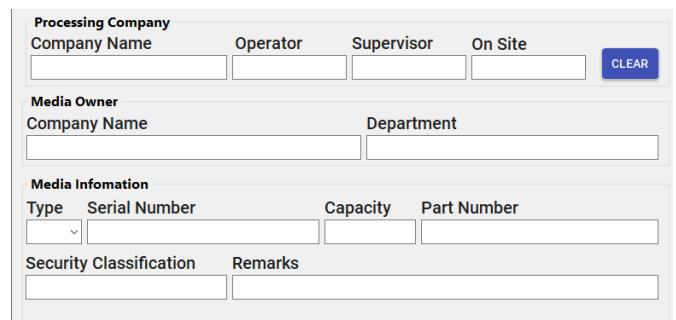 Processing Company
Company Name Operator Supervisor On Site
CLEAR
Media Owner
Company Name Department
Media Infomation
Type Serial Number Capacity Part Number
Security Classification Remarks